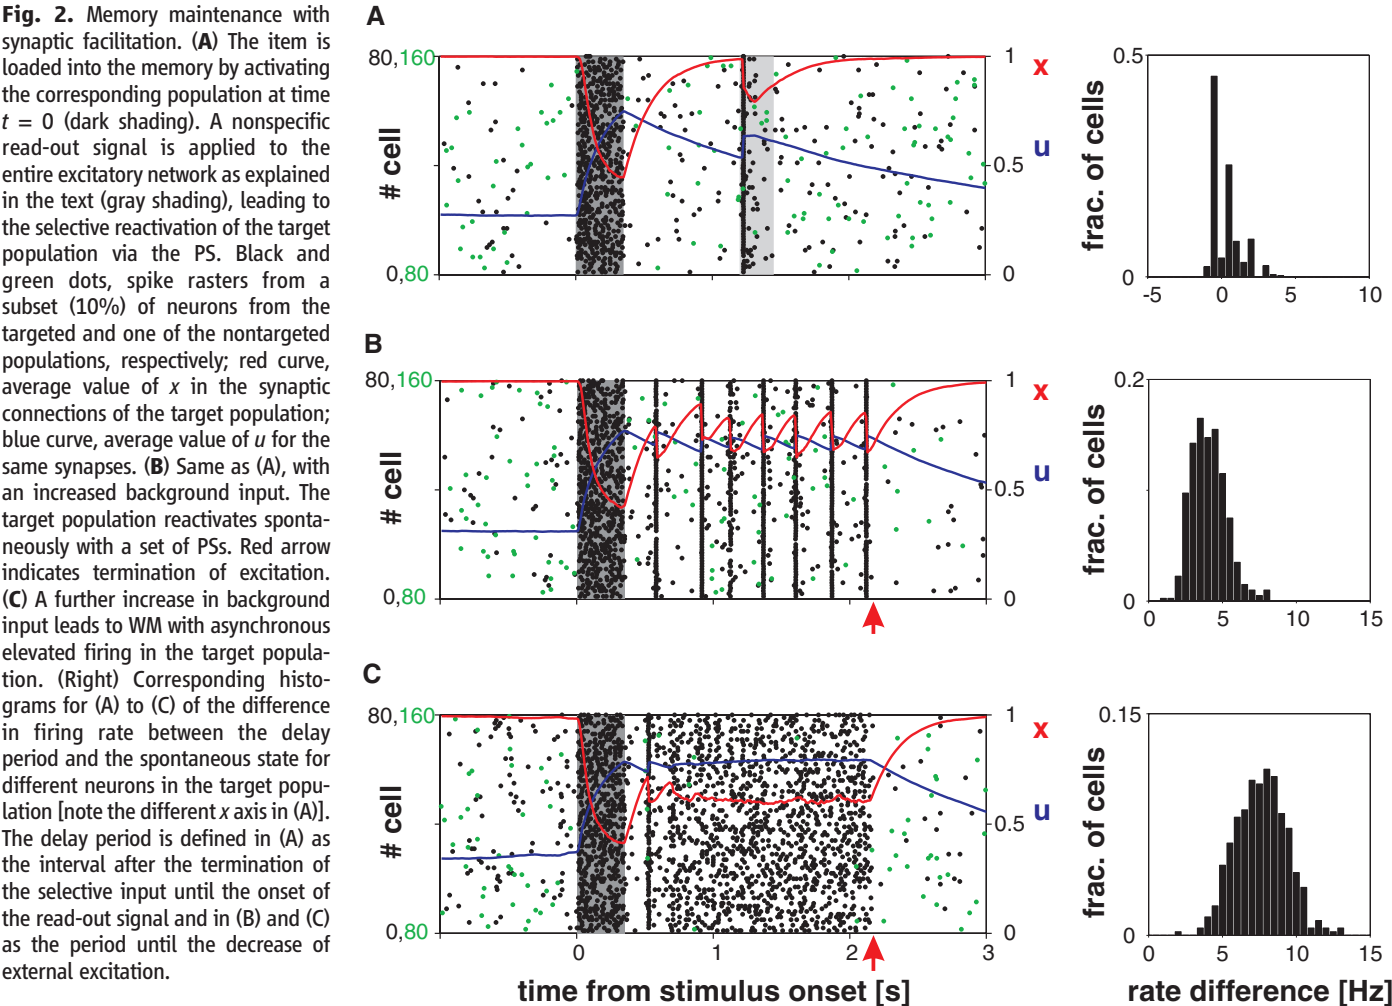 Fig. 2. Memory maintenance with
synaptic facilitation. (A) The item is
loaded into the memory by activating
the corresponding population at time
t = 0 (dark shading). A nonspecific
read-out signal is applied to the
entire excitatory network as explained
in the text (gray shading), leading to
the selective reactivation of the target
population via the PS. Black and
green dots, spike rasters from a
subset (10%) of neurons from the
targeted and one of the nontargeted
populations, respectively; red curve,
average value of x in the synaptic
connections of the target population;
blue curve, average value of u for the
same synapses. (B) Same as (A), with
an increased background input. The
target population reactivates sponta-
neously with a set of PSs. Red arrow
indicates termination of excitation.
(C) A further increase in background
input leads to WM with asynchronous
elevated firing in the target popula-
tion. (Right) Corresponding histo-
grams for (A) to (C) of the difference
in firing rate between the delay
period and the spontaneous state for
different neurons in the target popu-
lation [note the different x axis in (A)].
The delay period is defined in (A) as
the interval after the termination of
the selective input until the onset of
the read-out signal and in (B) and (C)
as the period until the decrease of
external excitation.
A
80,160
# cell
0,80
1
x
u
0.5
0
0.5
frac. of cells
0
-5 0 5 10
B
80,160
# cell
0,80
1
x
u
0.5
0
0.2
frac. of cells
0
0 5 10 15
C
80,160
# cell
0,80
1
x
u
0.5
0
0 1 2 3
time from stimulus onset [s]
0.15
frac. of cells
0
0 5 10 15
rate difference [Hz]